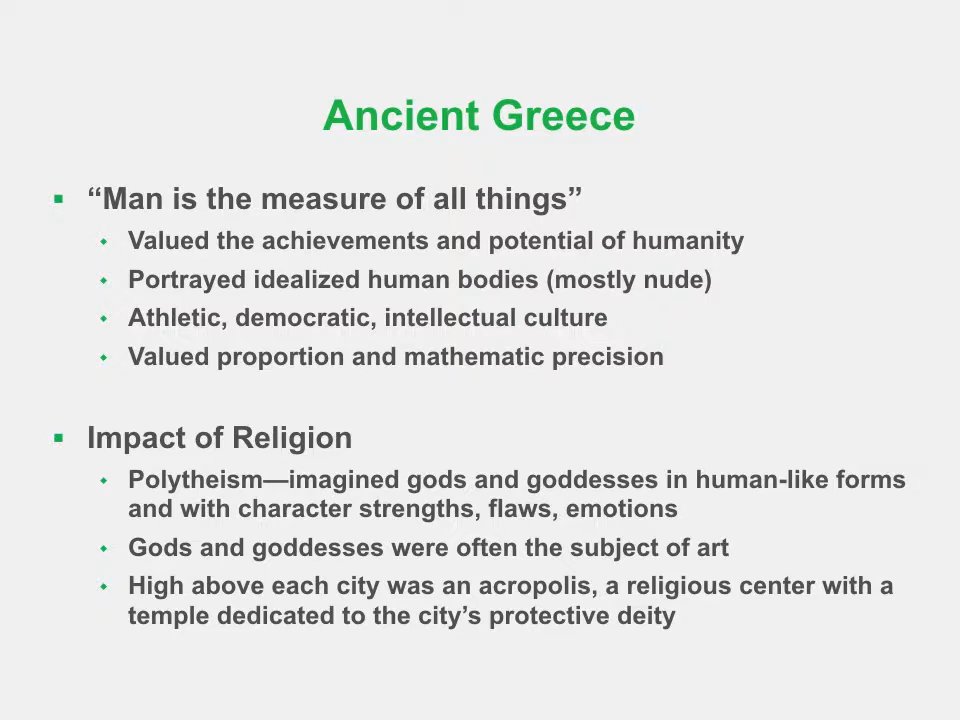 Ancient Greece
“Man is the measure of all things”
Valued the achievements and potential of humanity
Portrayed idealized human bodies (mostly nude)
Athletic, democratic, intellectual culture
Valued proportion and mathematic precision
Impact of Religion
Polytheism—imagined gods and goddesses in human-like forms
and with character strengths, flaws, emotions
Gods and goddesses were often the subject of art
High above each city was an acropolis, a religious center with a
temple dedicated to the city’s protective deity